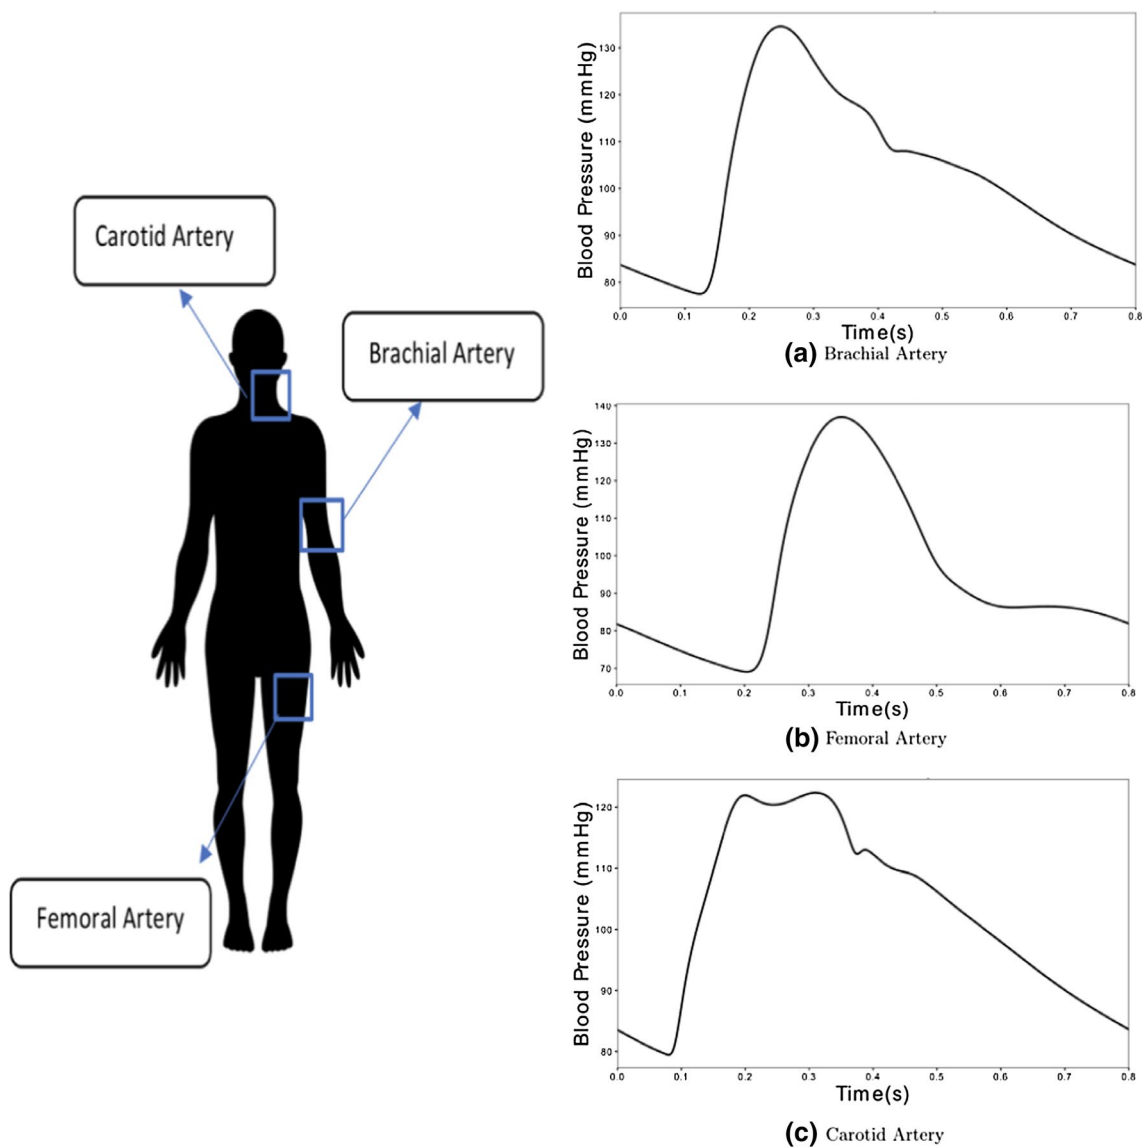 Carotid Artery
Brachial Artery
Femoral Artery
Blood Pressure (mmHg)
130
120
110
100
90
80
0.0 0.1 0.2 0.3 0.4 0.5 0.6 0.7 0.8
Time(s)
(a) Brachial Artery
Blood Pressure (mmHg)
140
130
120
110
100
90
80
70
0.0 0.1 0.2 0.3 0.4 0.5 0.6 0.7 0.8
Time(s)
(b) Femoral Artery
Blood Pressure (mmHg)
120
110
100
90
80
0.0 0.1 0.2 0.3 0.4 0.5 0.6 0.7 0.8
Time(s)
(c) Carotid Artery